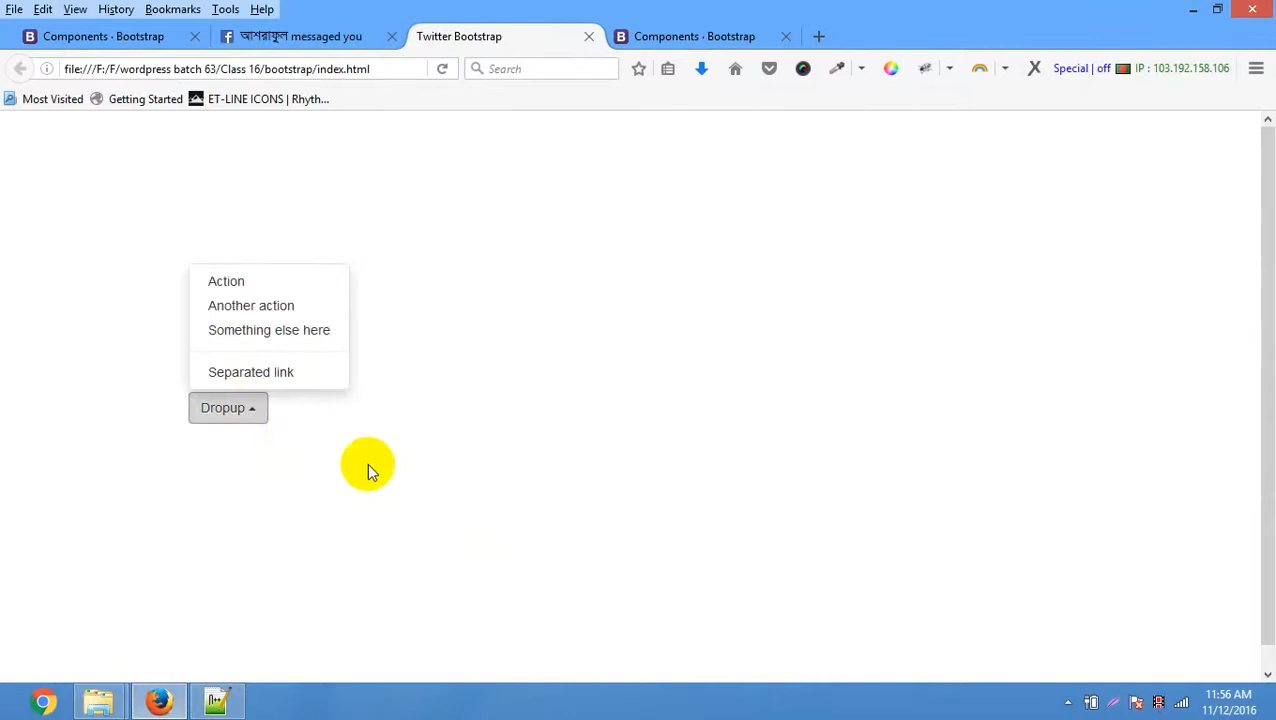 File Edit View History Bookmarks Tools Help
Components · Bootstrap
আশরাফুল messaged you
Twitter Bootstrap
Components · Bootstrap
file:///F:/F/wordpress batch 63/Class 16/bootstrap/index.html
Search
Special | off IP : 103.192.158.106
Most Visited Getting Started ET-LINE ICONS | Rhyth...
Action
Another action
Something else here
Separated link
Dropup
11:56 AM
11/12/2016